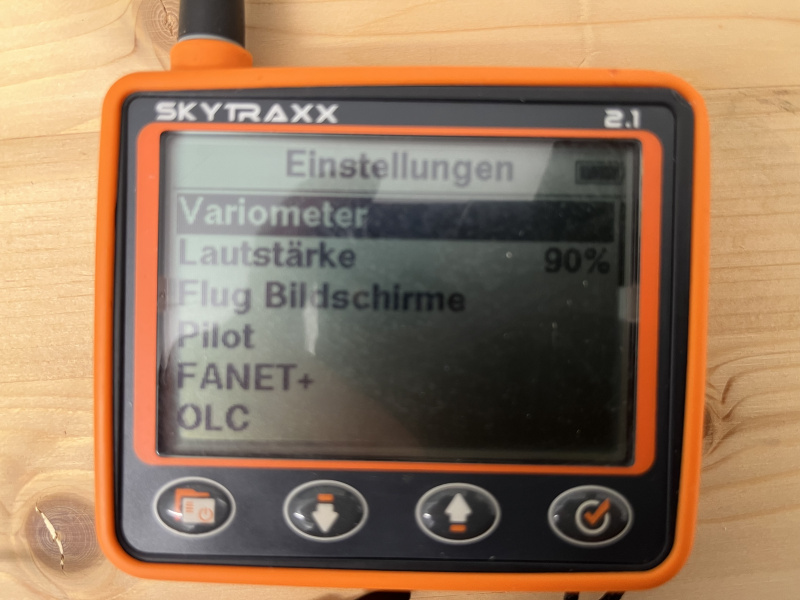 SKYTRAXX 2.1
Einstellungen
Variometer
Lautstärke 90%
Flug Bildschirme
Pilot
FANET+
OLC